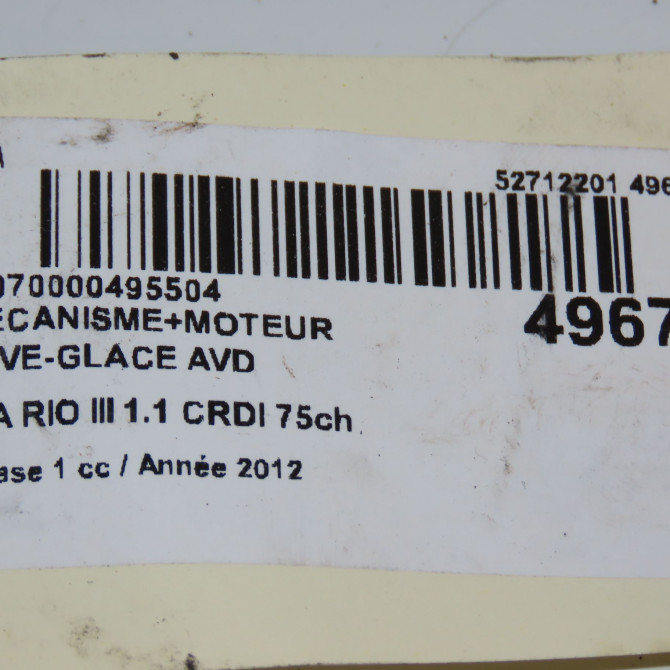 52712201 496
070000495504
ECANISME+MOTEUR
4967
VE-GLACE AVD
A RIO III 1.1 CRDI 75ch
ase 1 cc / Année 2012